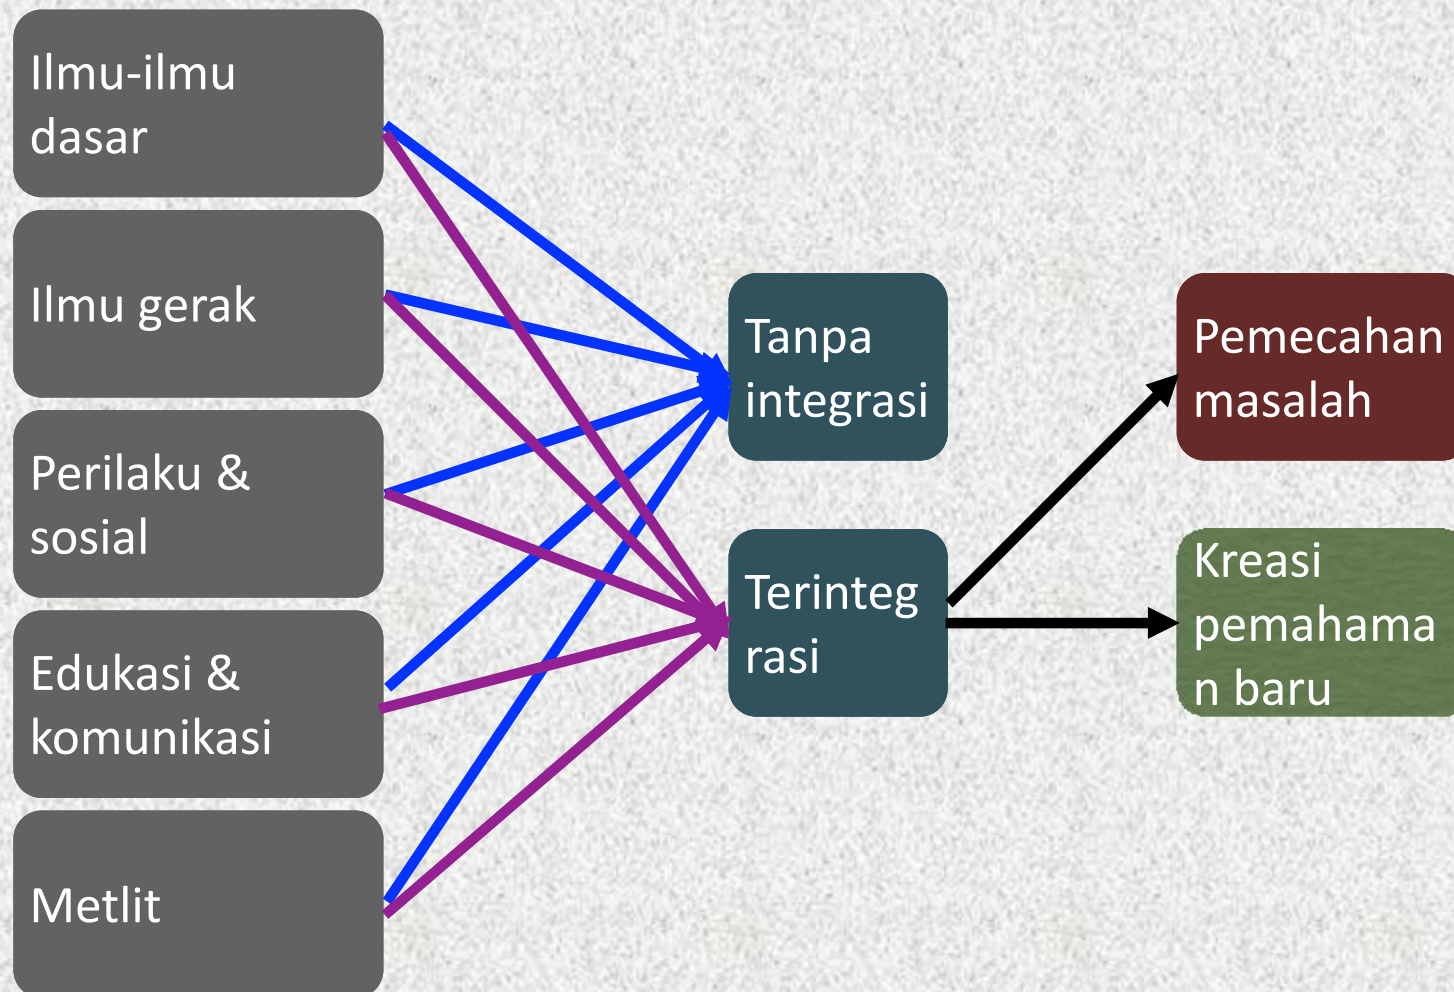 Ilmu-ilmu
dasar
Ilmu gerak
Perilaku &
sosial
Edukasi &
komunikasi
Metlit
Tanpa
integrasi
Terinteg
rasi
Pemecahan
masalah
Kreasi
pemahama
n baru